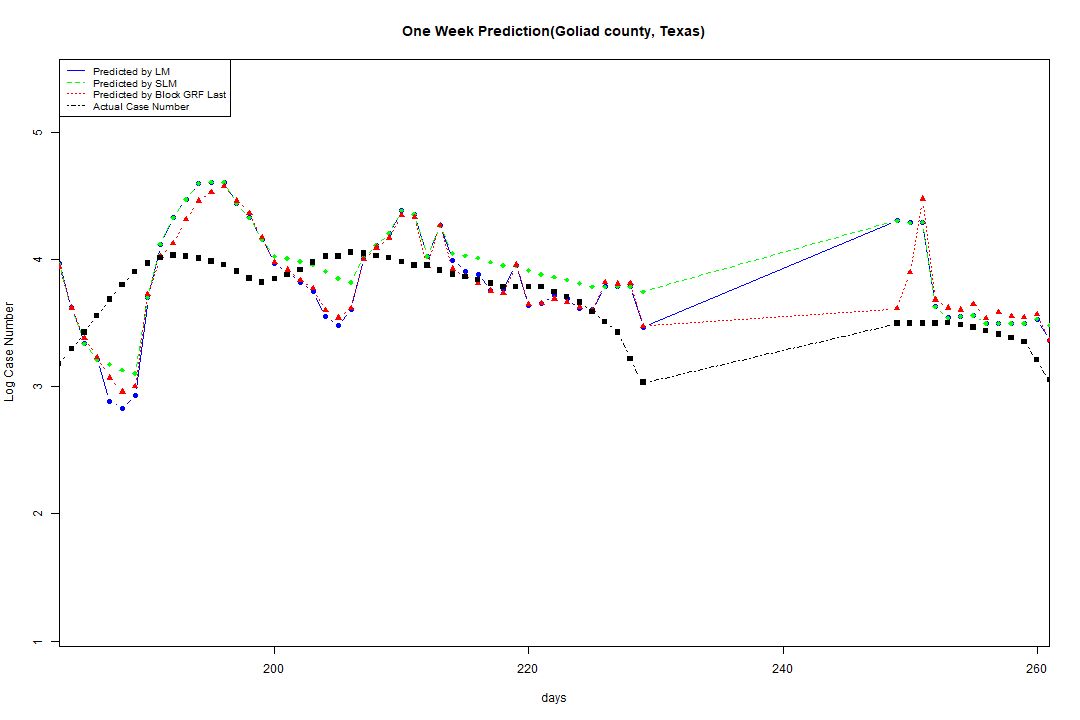 One Week Prediction(Goliad county, Texas)
Predicted by LM
Predicted by SLM
Predicted by Block GRF Last
Actual Case Number
5
4
3
2
1
Log Case Number
200
220
240
260
days